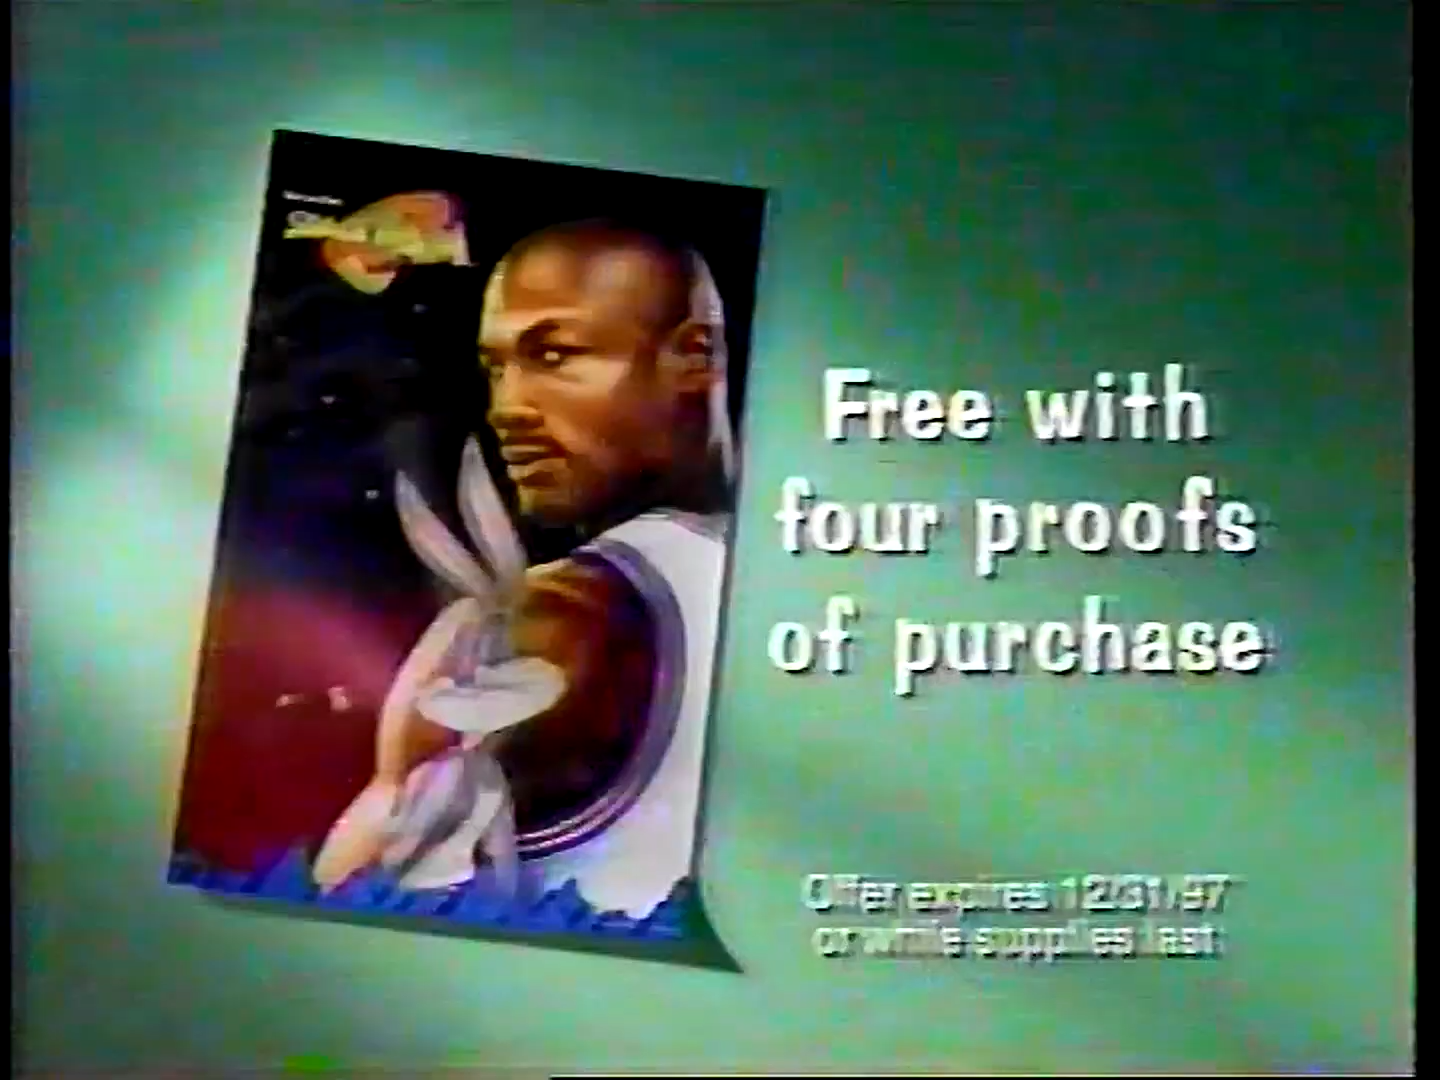 Free with
four proofs
of purchase
Offer expires 12/31/97
or while supplies last.